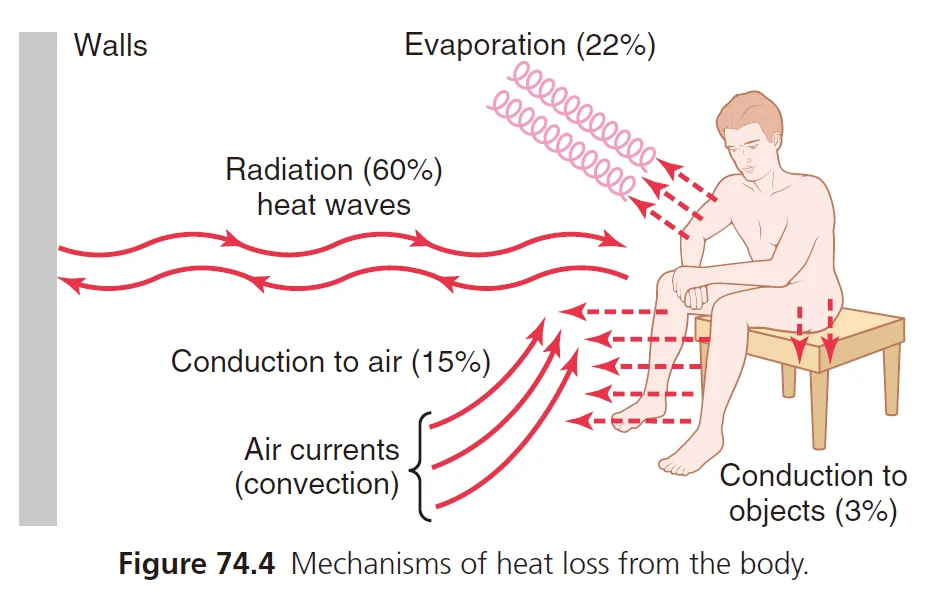 Walls
Evaporation (22%)
Radiation (60%)
heat waves
Conduction to air (15%)
Air currents
(convection)
Conduction to
objects (3%)
Figure 74.4 Mechanisms of heat loss from the body.